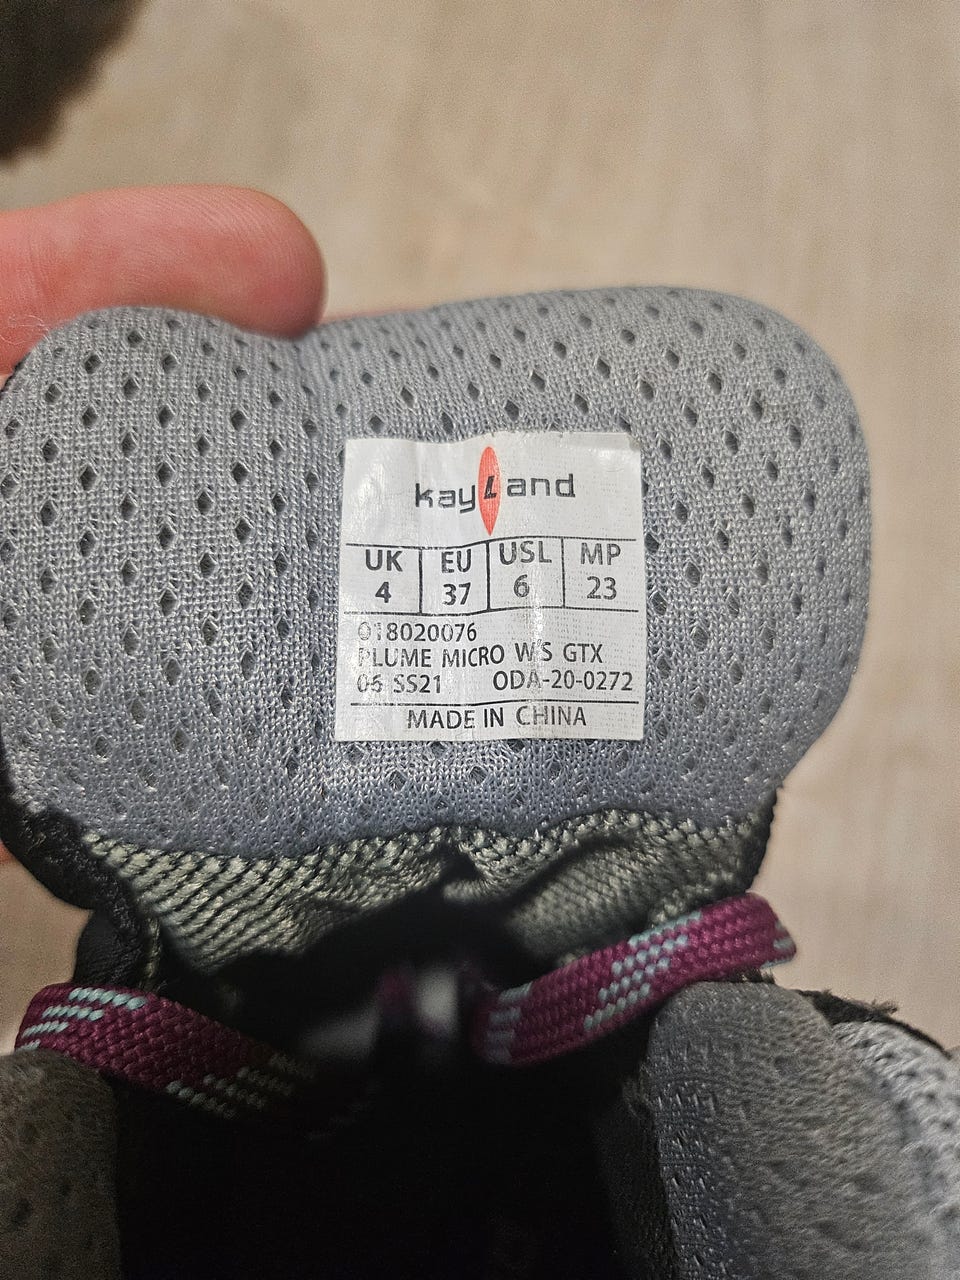 kayLand
UK EU USL MP
4 37 6 23
018020076
PLUME MICRO W'S GTX
06 SS21 ODA-20-0272
MADE IN CHINA